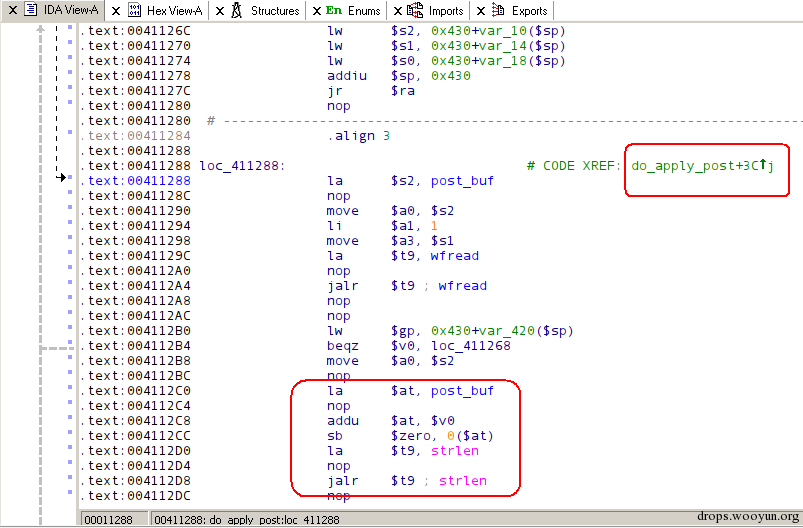 IDA View-A Hex View-A Structures En Enums Imports Exports
.text:0041126C lw $s2, 0x430+var_10($sp)
.text:00411270 lw $s1, 0x430+var_14($sp)
.text:00411274 lw $s0, 0x430+var_18($sp)
.text:00411278 addiu $sp, 0x430
.text:0041127C jr $ra
.text:00411280 nop
.text:00411280 # ---------------------------------------------------------------------------
.text:00411284 .align 3
.text:00411288
.text:00411288 loc_411288: # CODE XREF: do_apply_post+3C↑j
.text:00411288 la $s2, post_buf
.text:0041128C nop
.text:00411290 move $a0, $s2
.text:00411294 li $a1, 1
.text:00411298 move $a3, $s1
.text:0041129C la $t9, wfread
.text:004112A0 nop
.text:004112A4 jalr $t9 ; wfread
.text:004112A8 nop
.text:004112AC nop
.text:004112B0 lw $gp, 0x430+var_420($sp)
.text:004112B4 beqz $v0, loc_411268
.text:004112B8 move $a0, $s2
.text:004112BC nop
.text:004112C0 la $at, post_buf
.text:004112C4 nop
.text:004112C8 addu $at, $v0
.text:004112CC sb $zero, 0($at)
.text:004112D0 la $t9, strlen
.text:004112D4 nop
.text:004112D8 jalr $t9 ; strlen
.text:004112DC nop
00011288 00411288: do_apply_post:loc_411288
drops.wooyun.org